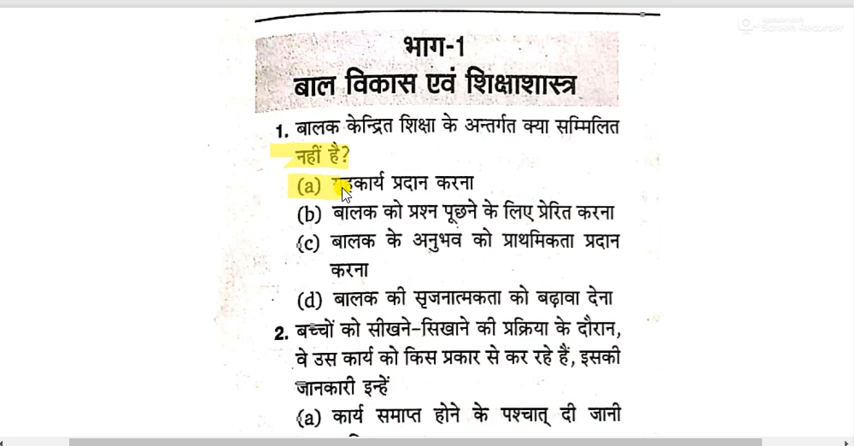 भाग-1
बाल विकास एवं शिक्षाशास्त्र
1. बालक केन्द्रित शिक्षा के अन्तर्गत क्या सम्मिलित
नहीं है?
(a) गृहकार्य प्रदान करना
(b) बालक को प्रश्न पूछने के लिए प्रेरित करना
(c) बालक के अनुभव को प्राथमिकता प्रदान
करना
(d) बालक की सृजनात्मकता को बढ़ावा देना
2. बच्चों को सीखने-सिखाने की प्रक्रिया के दौरान,
वे उस कार्य को किस प्रकार से कर रहे हैं, इसकी
जानकारी इन्हें
(a) कार्य समाप्त होने के पश्चात् दी जानी